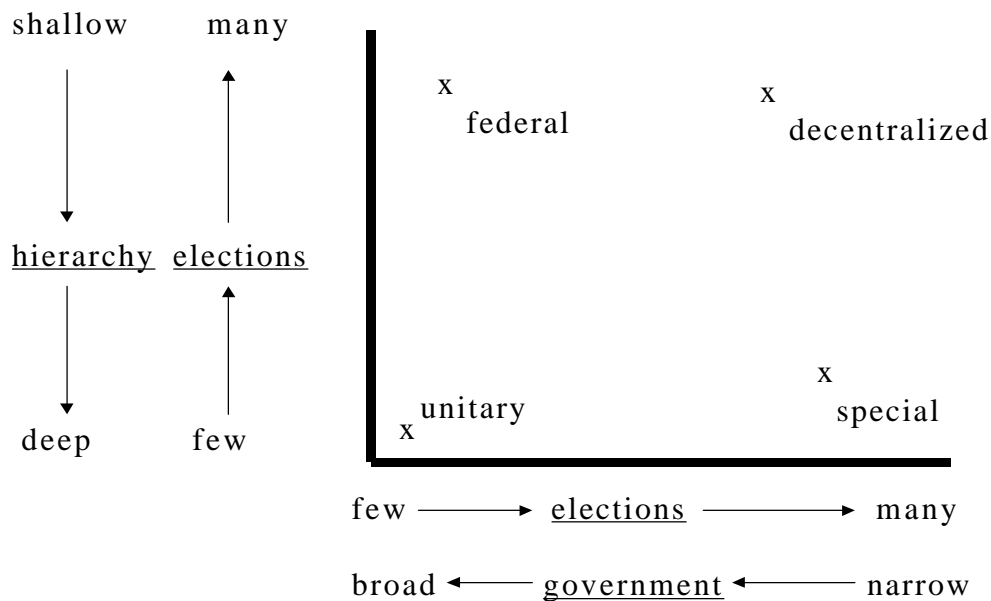 shallow many
x x
federal decentralized
hierarchy elections
x
unitary special
deep few x
few elections many
broad government narrow